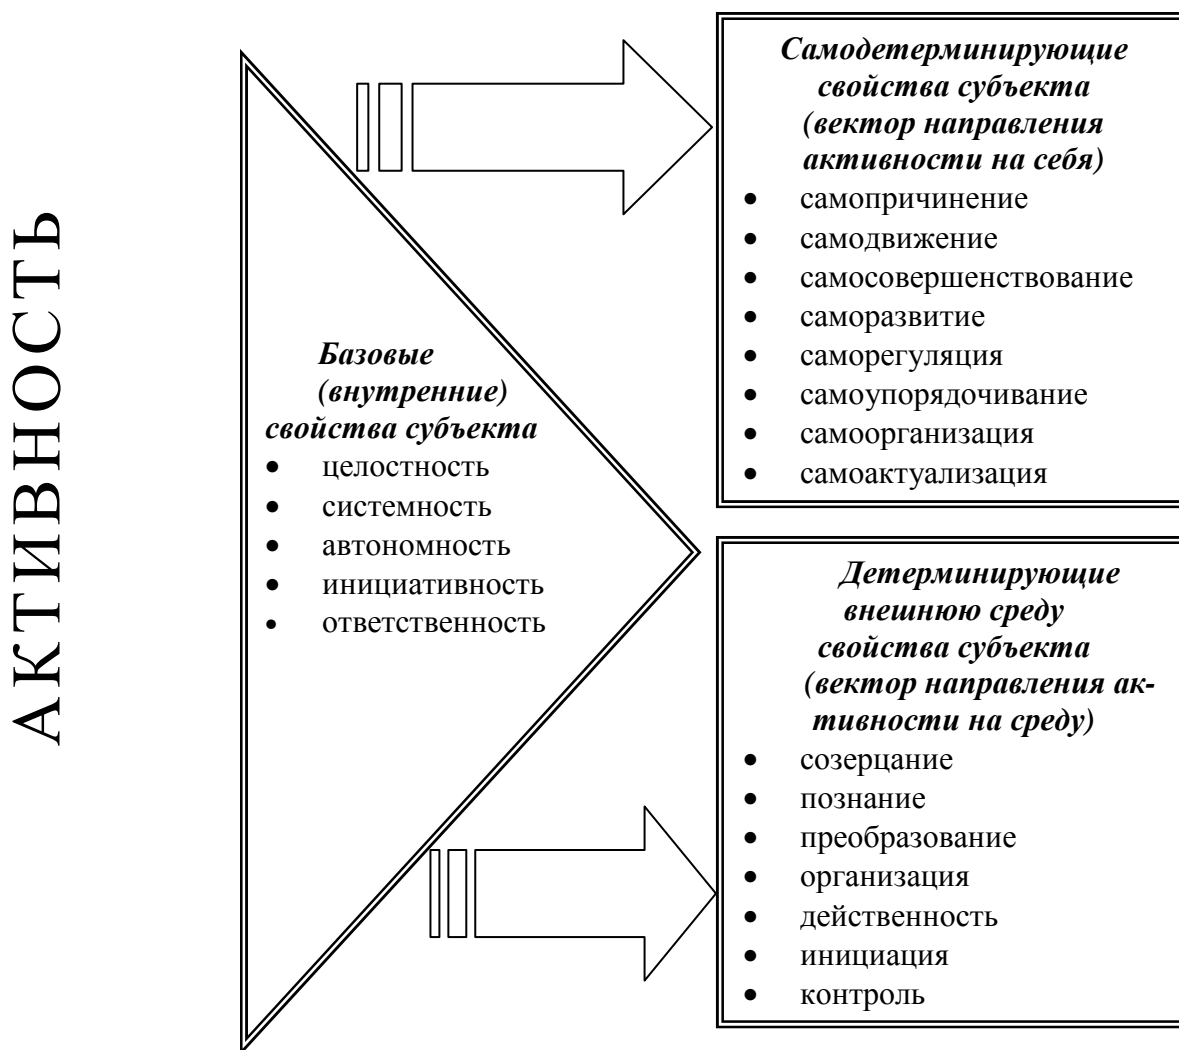 АКТИВНОСТЬ
Базовые
(внутренние)
свойства субъекта
• целостность
• системность
• автономность
• инициативность
• ответственность
Самодетерминирующие
свойства субъекта
(вектор направления
активности на себя)
• самопричинение
• самодвижение
• самосовершенствование
• саморазвитие
• саморегуляция
• самоупорядочивание
• самоорганизация
• самоактуализация
Детерминирующие
внешнюю среду
свойства субъекта
(вектор направления ак-
тивности на среду)
• созерцание
• познание
• преобразование
• организация
• действенность
• инициация
• контроль